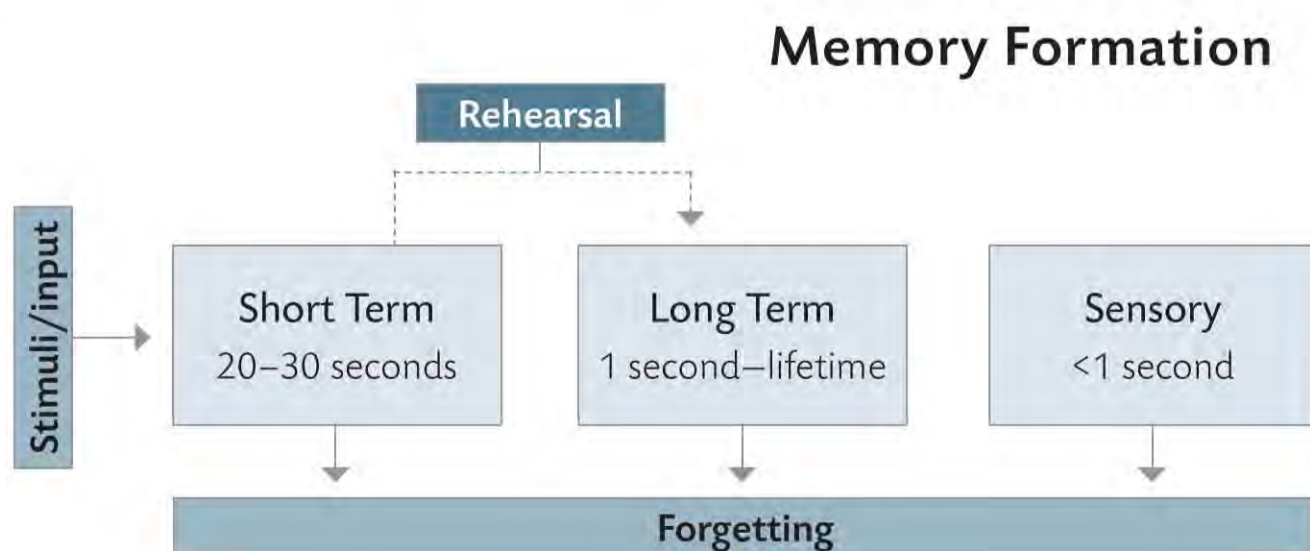 Memory Formation
Rehearsal
Stimuli/input
Short Term
20–30 seconds
Long Term
1 second–lifetime
Sensory
<1 second
Forgetting